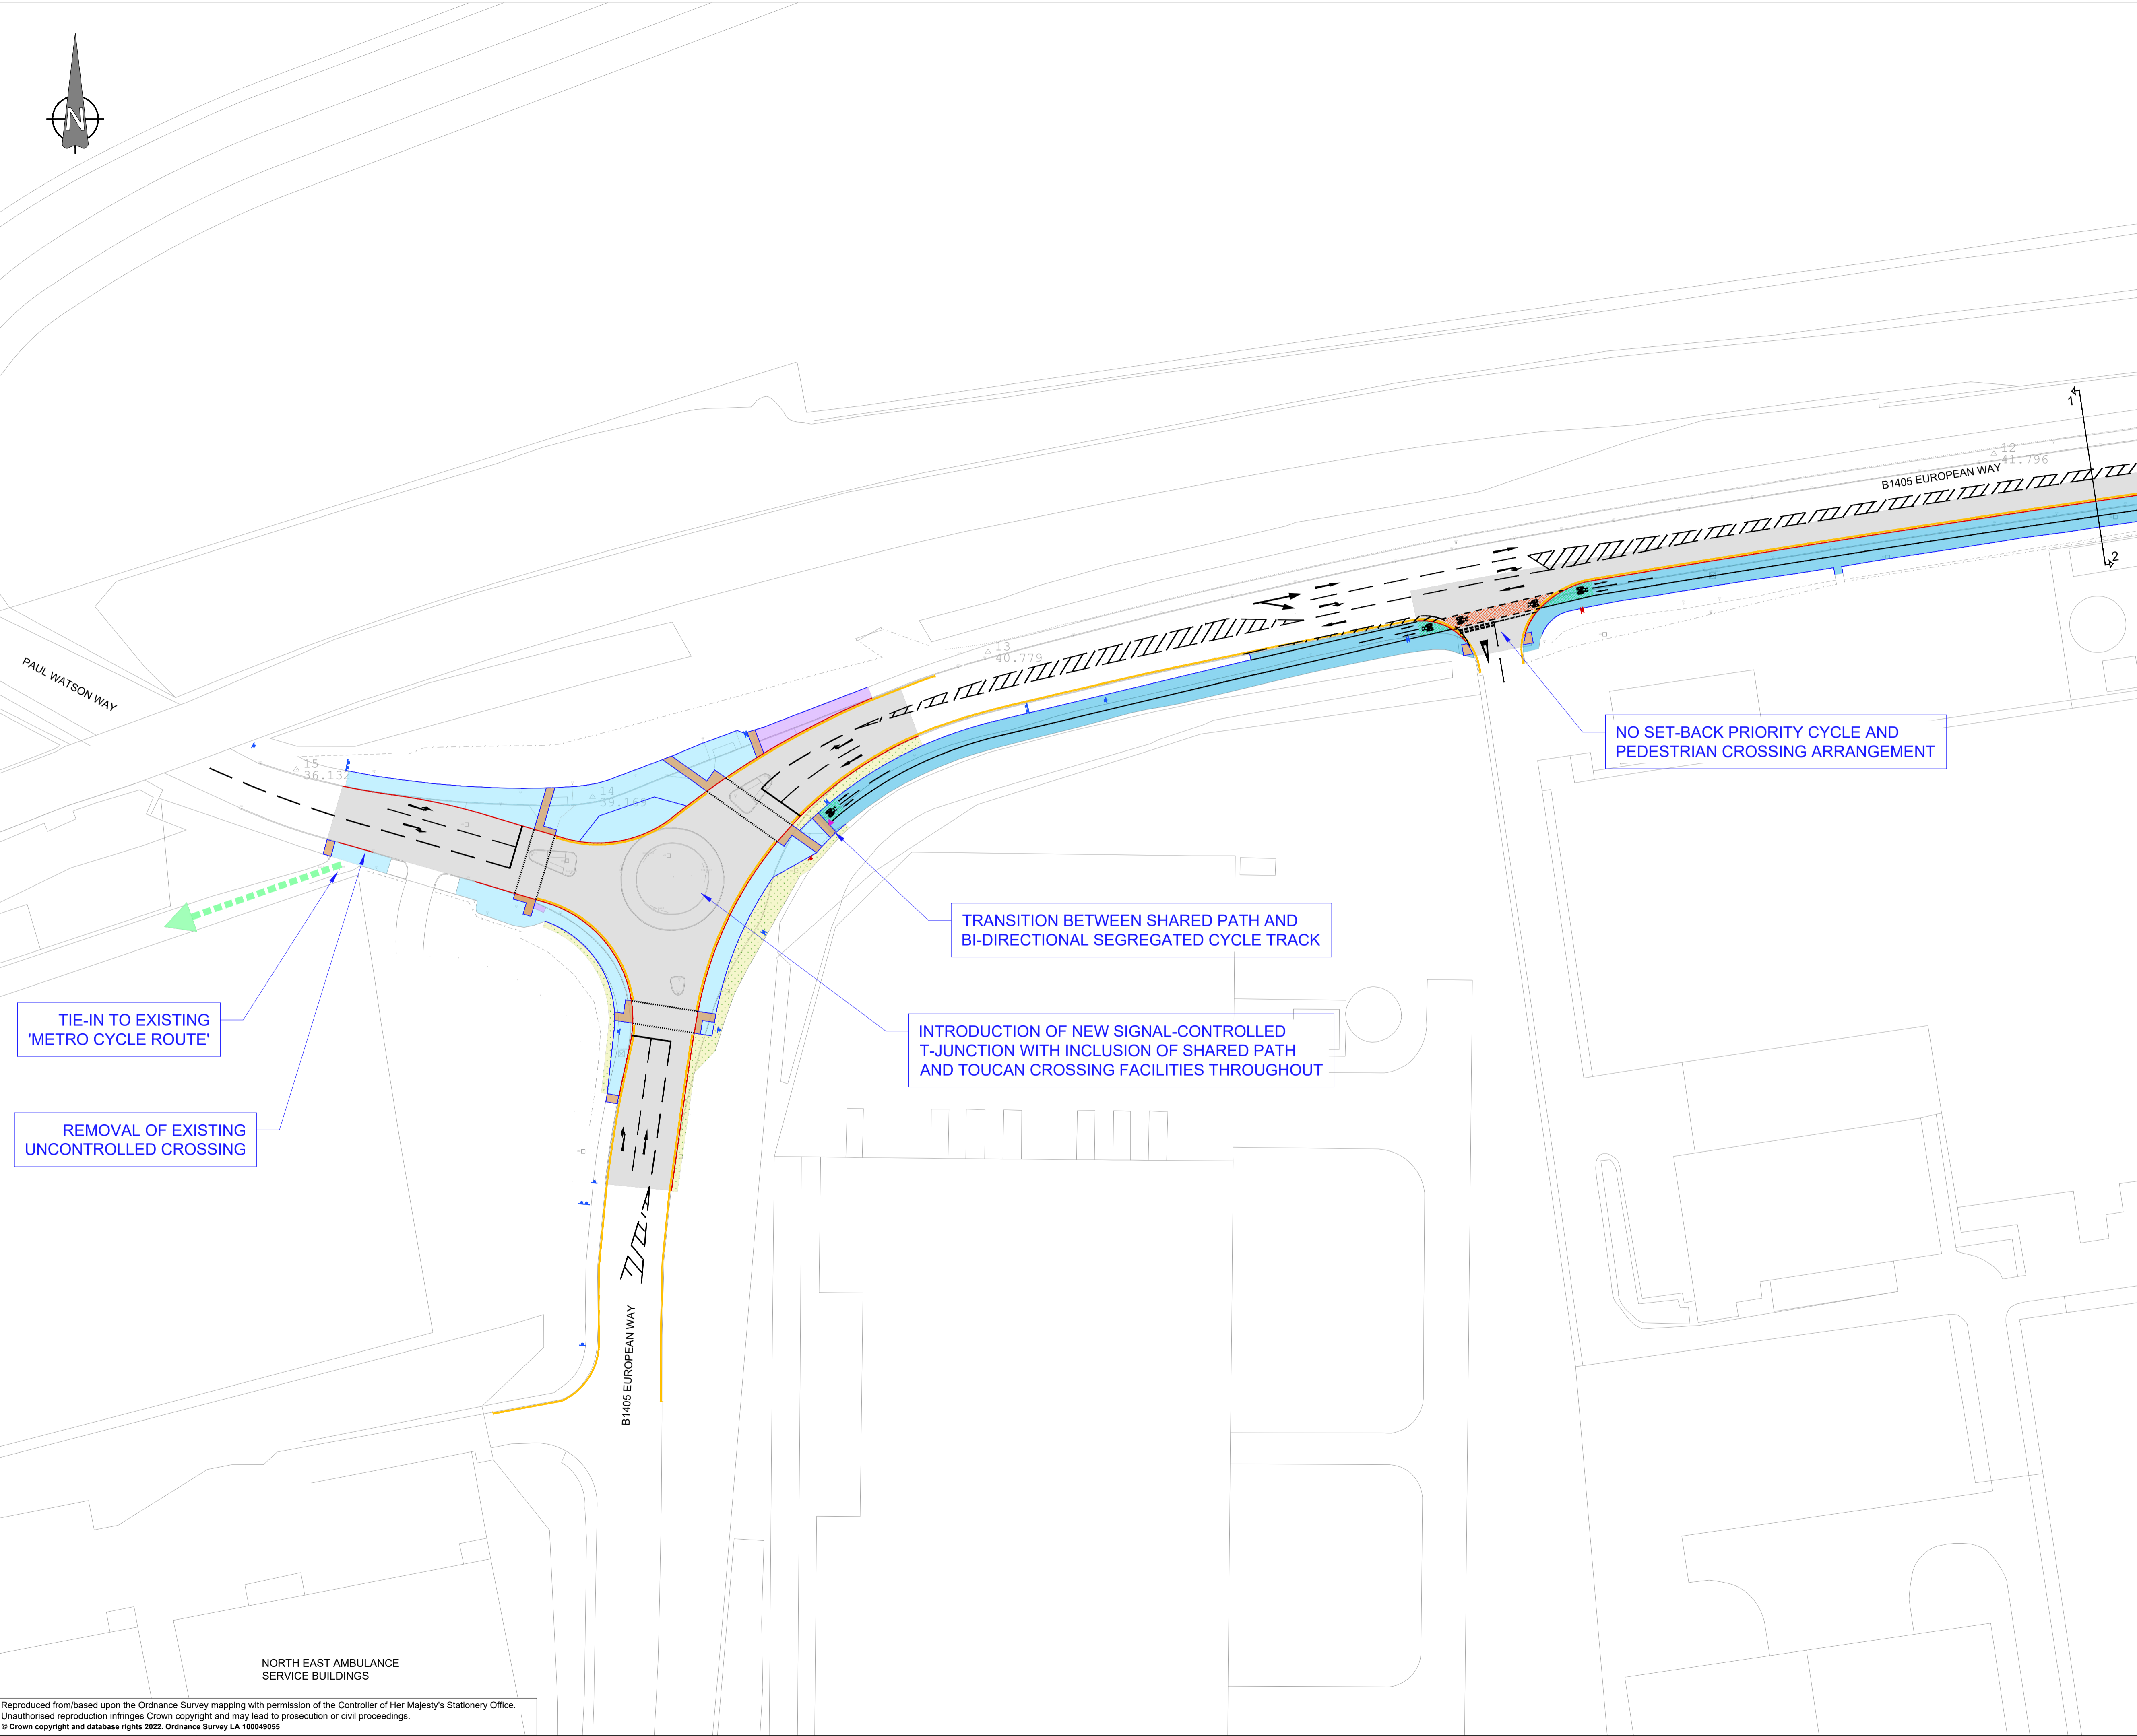 N
1
12
41.796
B1405 EUROPEAN WAY
2
13
40.779
PAUL WATSON WAY
15
36.132
14
39.169
NO SET-BACK PRIORITY CYCLE AND
PEDESTRIAN CROSSING ARRANGEMENT
TRANSITION BETWEEN SHARED PATH AND
BI-DIRECTIONAL SEGREGATED CYCLE TRACK
TIE-IN TO EXISTING
'METRO CYCLE ROUTE'
INTRODUCTION OF NEW SIGNAL-CONTROLLED
T-JUNCTION WITH INCLUSION OF SHARED PATH
AND TOUCAN CROSSING FACILITIES THROUGHOUT
REMOVAL OF EXISTING
UNCONTROLLED CROSSING
B1405 EUROPEAN WAY
NORTH EAST AMBULANCE
SERVICE BUILDINGS
Reproduced from/based upon the Ordnance Survey mapping with permission of the Controller of Her Majesty's Stationery Office.
Unauthorised reproduction infringes Crown copyright and may lead to prosecution or civil proceedings.
© Crown copyright and database rights 2022. Ordnance Survey LA 100049055